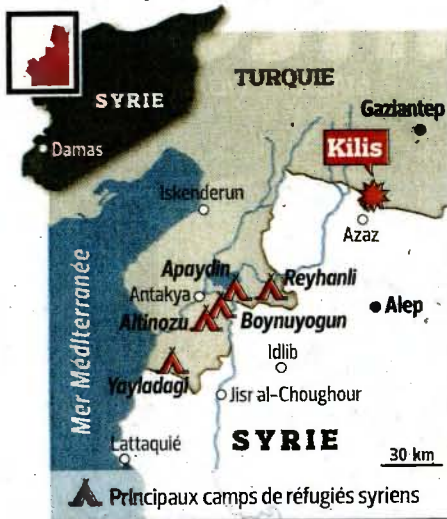 SYRIE
Damas
TURQUIE
Gaziantep
Kilis
Iskenderun
Azaz
Mer Méditerranée
Apaydin
Reyhanli
Antakya
Altinozu
Boynuyogun
Alep
Idlib
Yayladagi
Jisr al-Choughour
Lattaquié
SYRIE
30 km
Principaux camps de réfugiés syriens